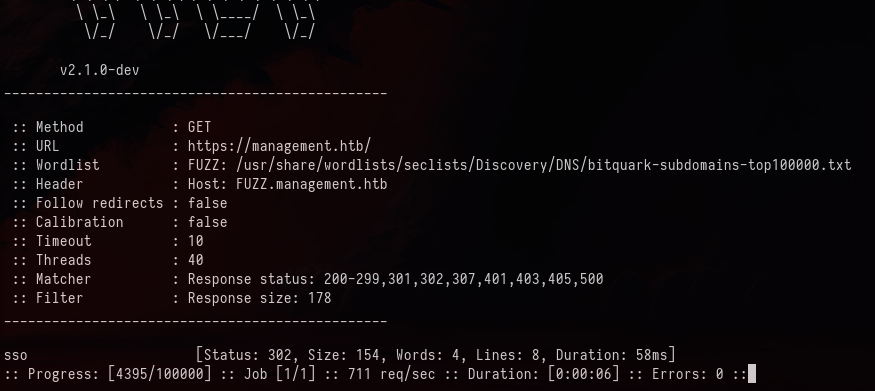 v2.1.0-dev
________________________________________________
:: Method           : GET
:: URL              : https://management.htb/
:: Wordlist         : FUZZ: /usr/share/wordlists/seclists/Discovery/DNS/bitquark-subdomains-top100000.txt
:: Header           : Host: FUZZ.management.htb
:: Follow redirects : false
:: Calibration      : false
:: Timeout          : 10
:: Threads          : 40
:: Matcher          : Response status: 200-299,301,302,307,401,403,405,500
:: Filter           : Response size: 178
________________________________________________
sso                     [Status: 302, Size: 154, Words: 4, Lines: 8, Duration: 58ms]
:: Progress: [4395/100000] :: Job [1/1] :: 711 req/sec :: Duration: [0:00:06] :: Errors: 0 ::